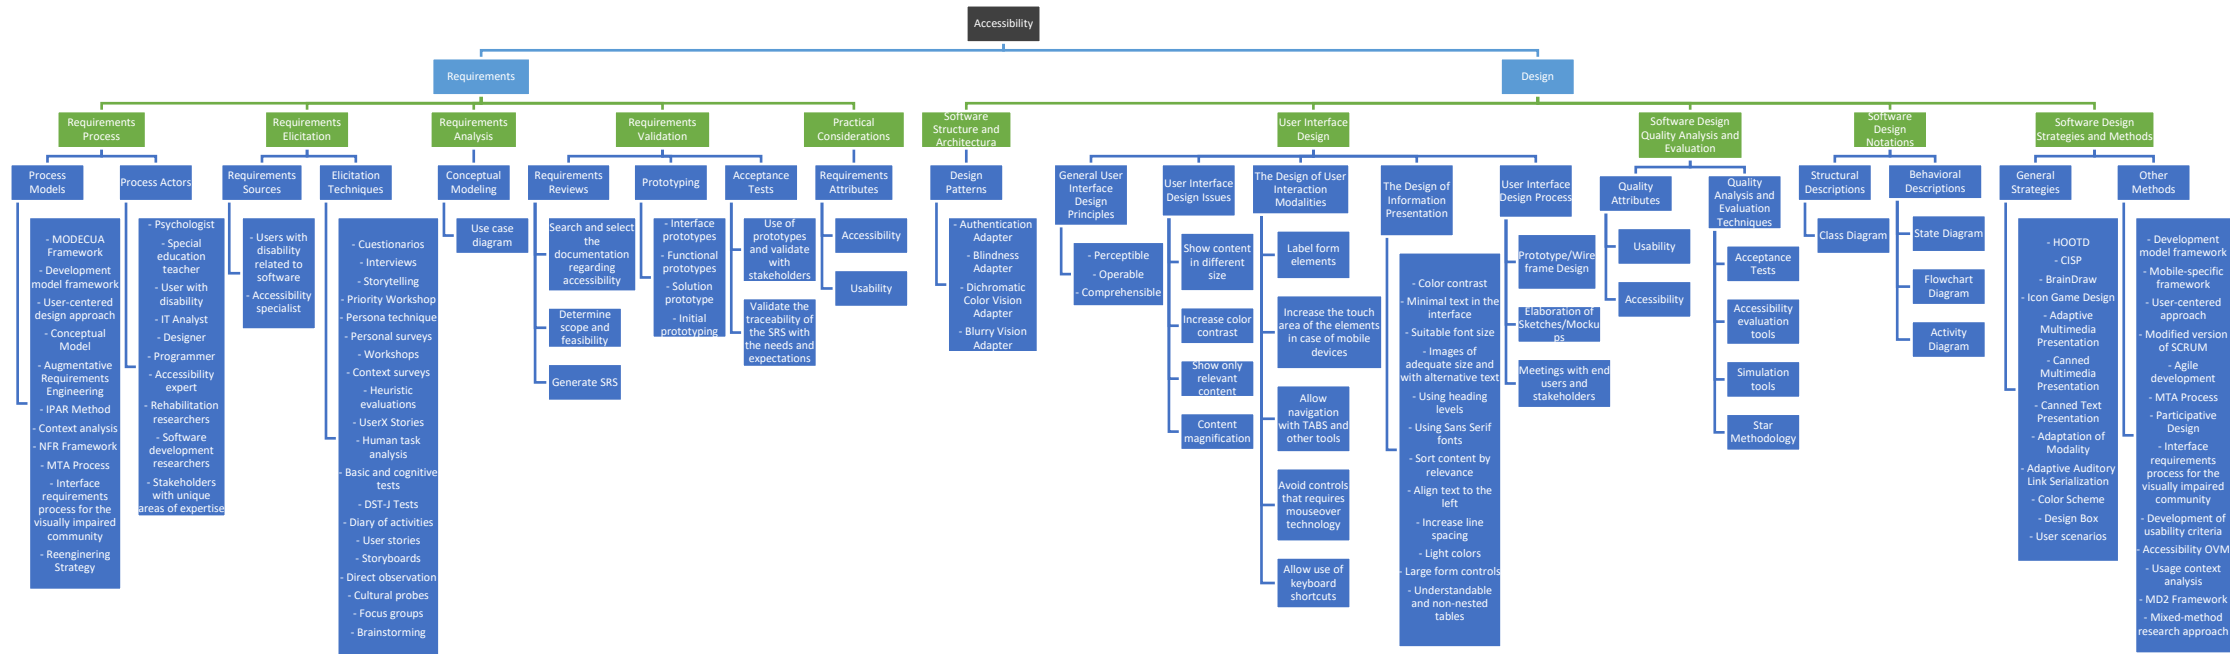 Accessibility
Requirements
Design
Requirements
Process
Requirements
Elicitation
Requirements
Analysis
Requirements
Validation
Practical
Considerations
Software
Structure and
Architectura
User Interface
Design
Software Design
Quality Analysis and
Evaluation
Software
Design
Notations
Software Design
Strategies and Methods
Process
Models
Process Actors
Requirements
Sources
Elicitation
Techniques
Conceptual
Modeling
Requirements
Reviews
Prototyping
Acceptance
Tests
Requirements
Attributes
Design
Patterns
General User
Interface
Design
Principles
User Interface
Design Issues
The Design of User
Interaction
Modalities
The Design of
Information
Presentation
User Interface
Design Process
Quality
Attributes
Quality
Analysis and
Evaluation
Techniques
Structural
Descriptions
Behavioral
Descriptions
General
Strategies
Other
Methods
- MODECUA
Framework
- Development
model framework
- User-centered
design approach
- Conceptual
Model
- Augmentative
Requirements
Engineering
- IPAR Method
- Context analysis
- NFR Framework
- MTA Process
- Interface
requirements
process for the
visually impaired
community
- Reenginering
Strategy
- Psychologist
- Special
education
teacher
- User with
disability
- IT Analyst
- Designer
- Programmer
- Accessibility
expert
- Rehabilitation
researchers
- Software
development
researchers
- Stakeholders
with unique
areas of expertise
- Users with
disability
related to
software
- Accessibility
specialist
- Cuestionarios
- Interviews
- Storytelling
- Priority Workshop
- Persona technique
- Personal surveys
- Workshops
- Context surveys
- Heuristic
evaluations
- UserX Stories
- Human task
analysis
- Basic and cognitive
tests
- DST-J Tests
- Diary of activities
- User stories
- Storyboards
- Direct observation
- Cultural probes
- Focus groups
- Brainstorming
Use case
diagram
Search and select
the
documentation
regarding
accessibility
Determine
scope and
feasibility
Generate SRS
- Interface
prototypes
- Functional
prototypes
- Solution
prototype
- Initial
prototyping
Use of
prototypes
and validate
with
stakeholders
Validate the
traceability of
the SRS with
the needs and
expectations
Accessibility
Usability
- Authentication
Adapter
- Blindness
Adapter
- Dichromatic
Color Vision
Adapter
- Blurry Vision
Adapter
- Perceptible
- Operable
- Comprehensible
Show content
in different
size
Increase color
contrast
Show only
relevant
content
Content
magnification
Label form
elements
Increase the touch
area of the elements
in case of mobile
devices
Allow
navigation
with TABS and
other tools
Avoid controls
that requires
mouseover
technology
Allow use of
keyboard
shortcuts
- Color contrast
- Minimal text in the
interface
- Suitable font size
- Images of
adequate size and
with alternative text
- Using heading
levels
- Using Sans Serif
fonts
- Sort content by
relevance
- Align text to the
left
- Increase line
spacing
- Light colors
- Large form controls
- Understandable
and non-nested
tables
Prototype/Wire
frame Design
Elaboration of
Sketches/Mocku
ps
Meetings with end
users and
stakeholders
Usability
Accessibility
Acceptance
Tests
Accessibility
evaluation
tools
Simulation
tools
Star
Methodology
Class Diagram
State Diagram
Flowchart
Diagram
Activity
Diagram
- HOOTD
- CISP
- BrainDraw
- Icon Game Design
- Adaptive
Multimedia
Presentation
- Canned
Multimedia
Presentation
- Canned Text
Presentation
- Adaptation of
Modality
- Adaptive Auditory
Link Serialization
- Color Scheme
- Design Box
- User scenarios
- Development
model framework
- Mobile-specific
framework
- User-centered
approach
- Modified version
of SCRUM
- Agile
development
- MTA Process
- Participative
Design
- Interface
requirements
process for the
visually impaired
community
- Development of
usability criteria
- Accessibility OVM
- Usage context
analysis
- MD2 Framework
- Mixed-method
research approach